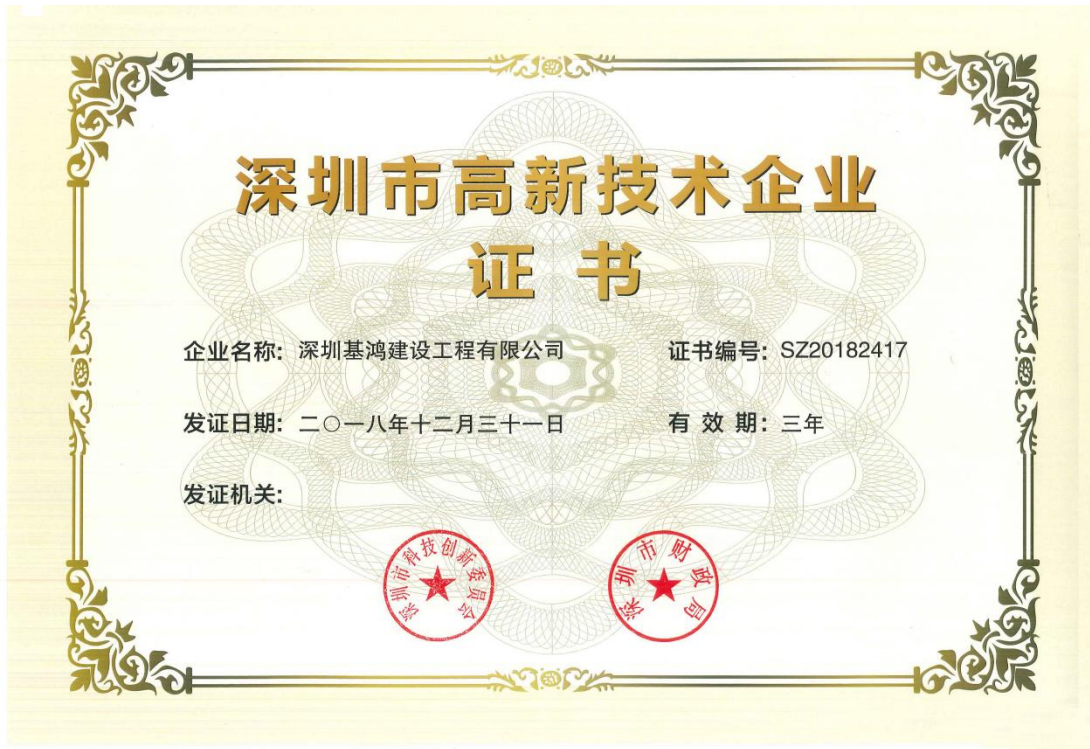 深圳市高新技术企业
证书
企业名称: 深圳基鸿建设工程有限公司 证书编号: SZ20182417
发证日期: 二〇一八年十二月三十一日 有效期: 三年
发证机关:
深圳市科技创新委员会
深圳市财政局